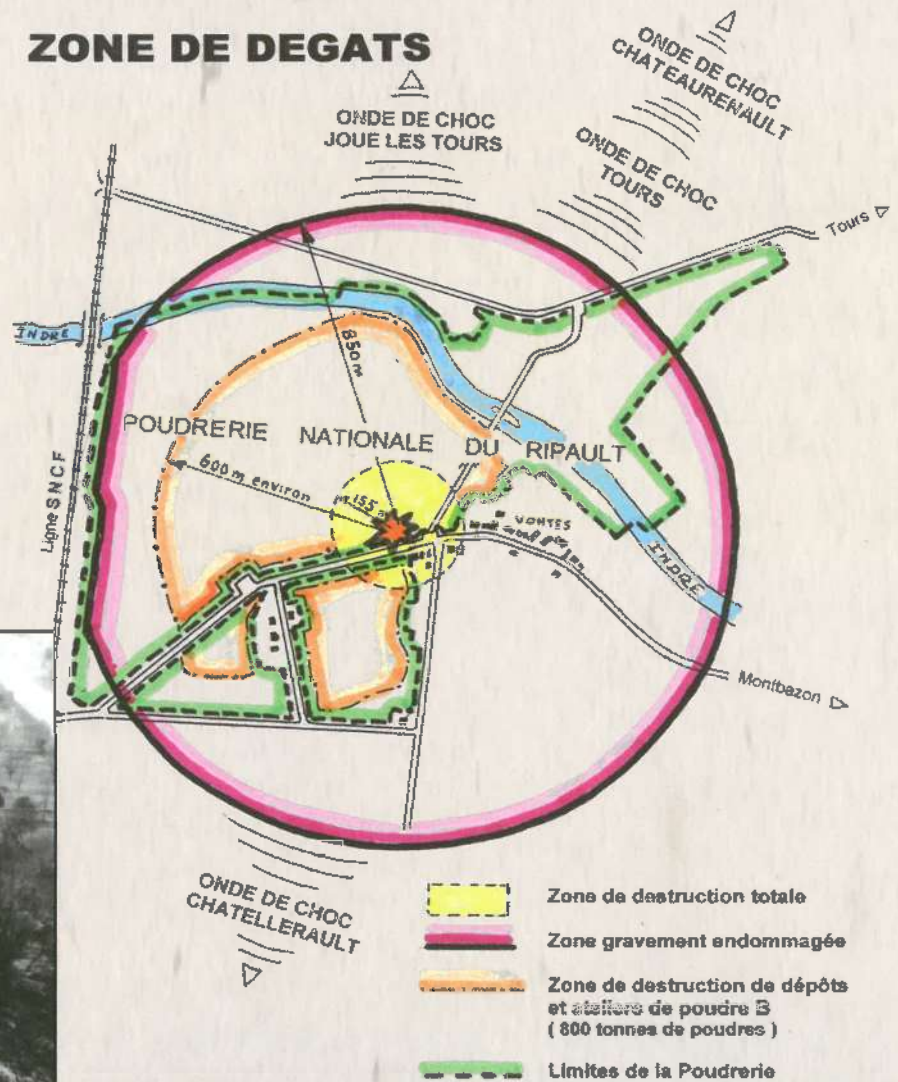 ZONE DE DEGATS
ONDE DE CHOC
CHATEAURENAULT
ONDE DE CHOC
JOUE LES TOURS
ONDE DE CHOC
TOURS
Tours
INDRE
850m
POUDRERIE NATIONALE DU RIPAULT
600m environ
155
VONTES
INDRE
Ligne SNCF
Montbazon
ONDE DE CHOC
CHATELLERAULT
Zone de destruction totale
Zone gravement endommagée
Zone de destruction de dépôts
et ateliers de poudre B
( 800 tonnes de poudres )
Limites de la Poudrerie